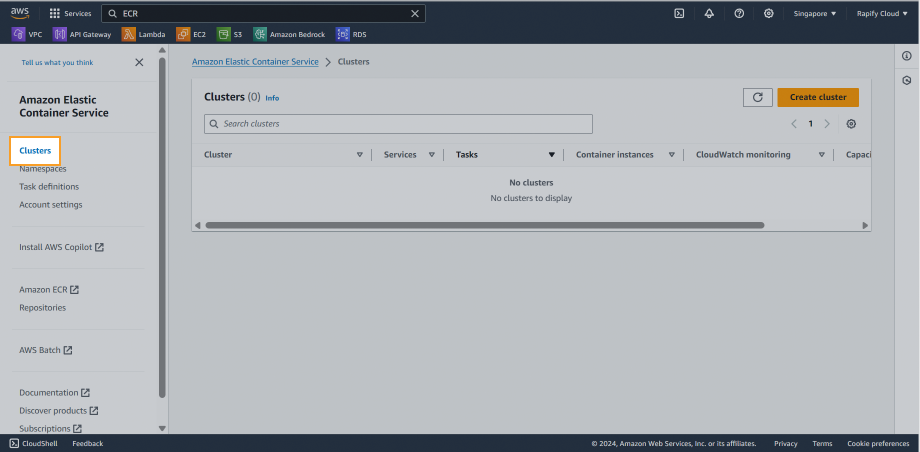 aws
Services
ECR
Singapore
Rapify Cloud
VPC
API Gateway
Lambda
EC2
S3
Amazon Bedrock
RDS
Tell us what you think
Amazon Elastic
Container Service
Clusters
Namespaces
Task definitions
Account settings
Install AWS Copilot
Amazon ECR
Repositories
AWS Batch
Documentation
Discover products
Subscriptions
Amazon Elastic Container Service
Clusters
Clusters (0) Info
Create cluster
Search clusters
1
Cluster
Services
Tasks
Container instances
CloudWatch monitoring
Capaci
No clusters
No clusters to display
CloudShell
Feedback
© 2024, Amazon Web Services, Inc. or its affiliates.
Privacy
Terms
Cookie preferences